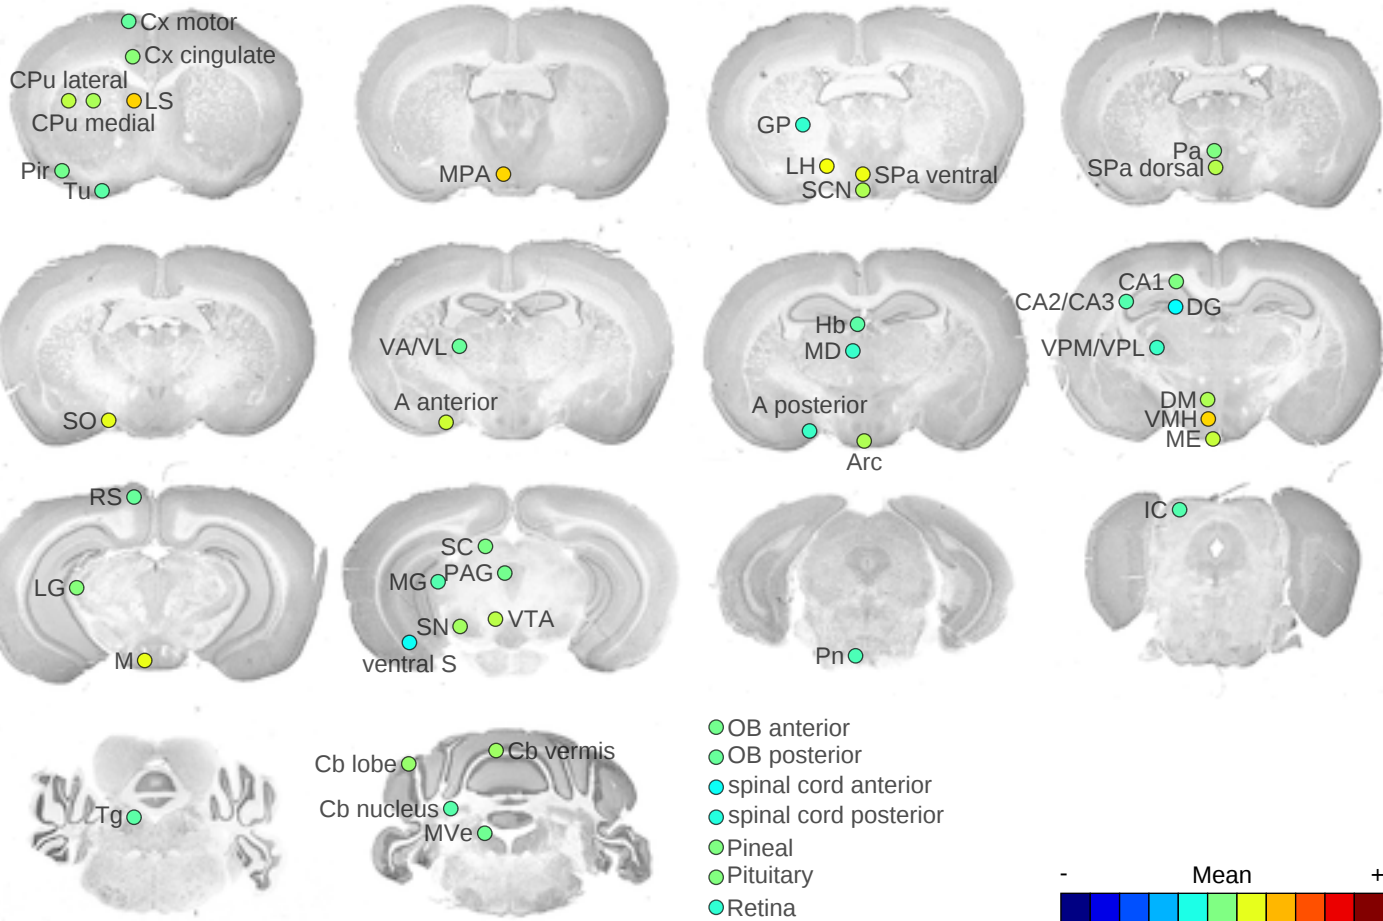 Cx motor
Cx cingulate
CPu lateral
LS
CPu medial
Pir
Tu
MPA
GP
LH
SPa ventral
SCN
Pa
SPa dorsal
SO
VA/VL
A anterior
Hb
MD
A posterior
Arc
CA1
CA2/CA3
DG
VPM/VPL
DM
VMH
ME
RS
LG
M
SC
MG
PAG
SN
VTA
ventral S
Pn
IC
Tg
Cb lobe
Cb vermis
Cb nucleus
MVe
OB anterior
OB posterior
spinal cord anterior
spinal cord posterior
Pineal
Pituitary
Retina
- Mean +